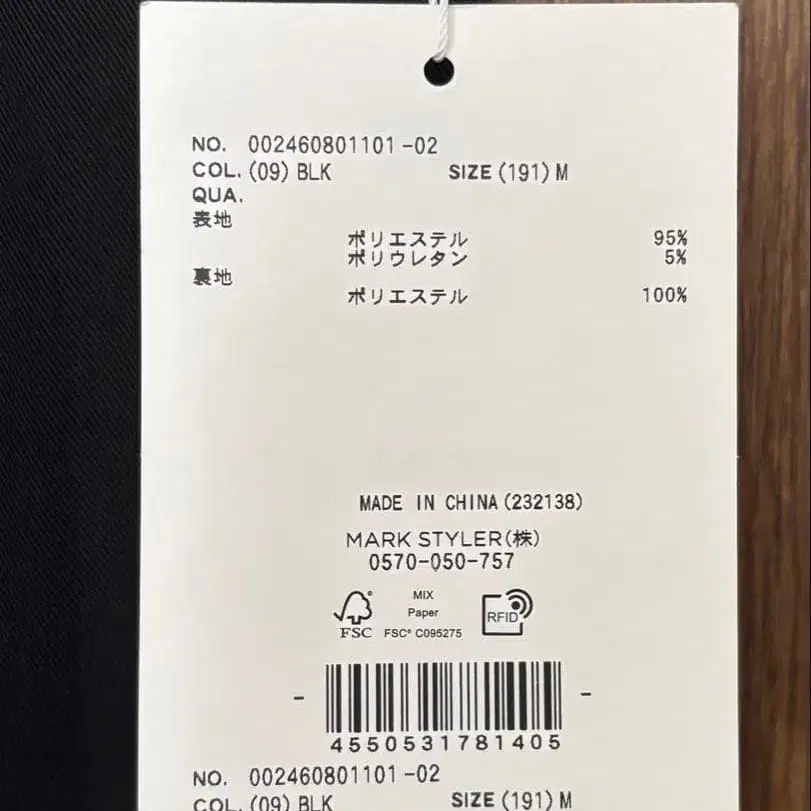 NO. 002460801101-02
COL. (09) BLK SIZE (191) M
QUA.
表地
ポリエステル 95%
ポリウレタン 5%
裏地
ポリエステル 100%
MADE IN CHINA (232138)
MARK STYLER(株)
0570-050-757
MIX
Paper
FSC® C095275
FSC®
RFID
- -
4550531781405
NO. 002460801101-02
COL. (09) BLK SIZE (191) M